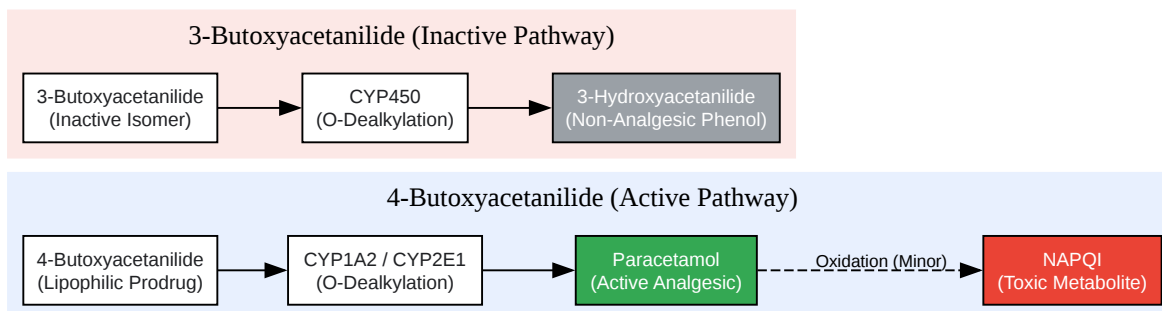 3-Butoxyacetanilide (Inactive Pathway)
3-Butoxyacetanilide
(Inactive Isomer)
CYP450
(O-Dealkylation)
3-Hydroxyacetanilide
(Non-Analgesic Phenol)
4-Butoxyacetanilide (Active Pathway)
4-Butoxyacetanilide
(Lipophilic Prodrug)
CYP1A2 / CYP2E1
(O-Dealkylation)
Paracetamol
(Active Analgesic)
Oxidation (Minor)
NAPQI
(Toxic Metabolite)